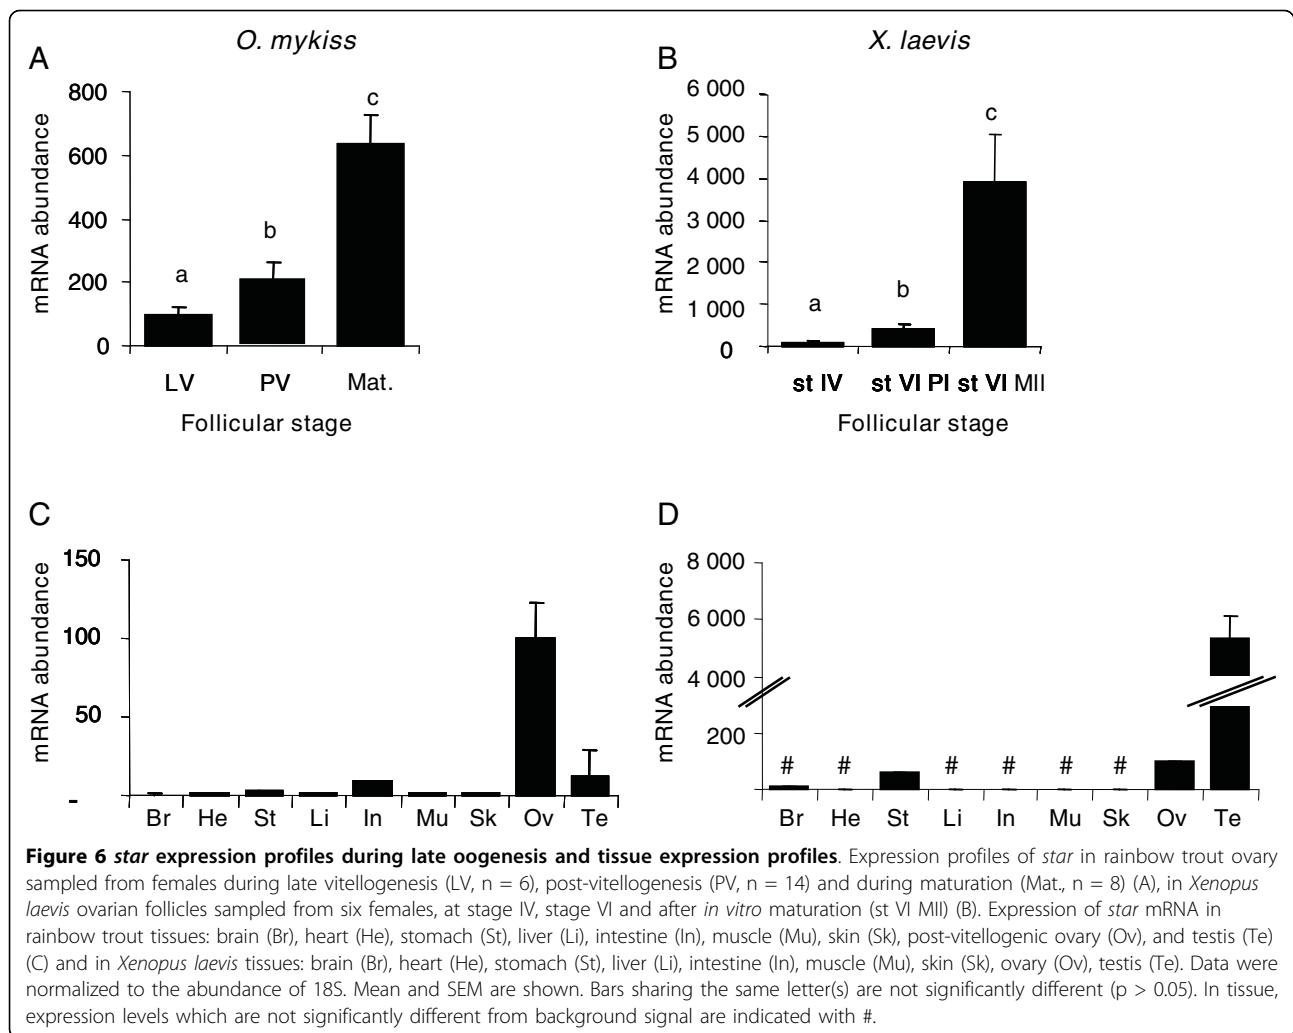 O. mykiss
X. laevis
A
B
mRNA abundance
800
600
400
200
0
a
b
c
LV PV Mat.
Follicular stage
mRNA abundance
6 000
5 000
4 000
3 000
2 000
1 000
0
a
b
c
st IV st VI PI st VI MII
Follicular stage
C
mRNA abundance
150
100
50
-
Br He St Li In Mu Sk Ov Te
D
mRNA abundance
8 000
6 000
4 000
200
# # # # # #
Br He St Li In Mu Sk Ov Te
Figure 6 star expression profiles during late oogenesis and tissue expression profiles. Expression profiles of star in rainbow trout ovary
sampled from females during late vitellogenesis (LV, n = 6), post-vitellogenesis (PV, n = 14) and during maturation (Mat., n = 8) (A), in Xenopus
laevis ovarian follicles sampled from six females, at stage IV, stage VI and after in vitro maturation (st VI MII) (B). Expression of star mRNA in
rainbow trout tissues: brain (Br), heart (He), stomach (St), liver (Li), intestine (In), muscle (Mu), skin (Sk), post-vitellogenic ovary (Ov), and testis (Te)
(C) and in Xenopus laevis tissues: brain (Br), heart (He), stomach (St), liver (Li), intestine (In), muscle (Mu), skin (Sk), ovary (Ov), testis (Te). Data were
normalized to the abundance of 18S. Mean and SEM are shown. Bars sharing the same letter(s) are not significantly different (p > 0.05). In tissue,
expression levels which are not significantly different from background signal are indicated with #.